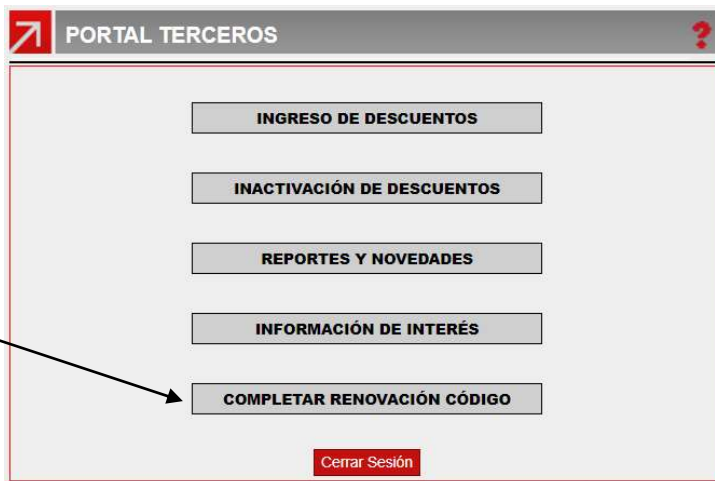 PORTAL TERCEROS
?
INGRESO DE DESCUENTOS
INACTIVACIÓN DE DESCUENTOS
REPORTES Y NOVEDADES
INFORMACIÓN DE INTERÉS
COMPLETAR RENOVACIÓN CÓDIGO
Cerrar Sesión